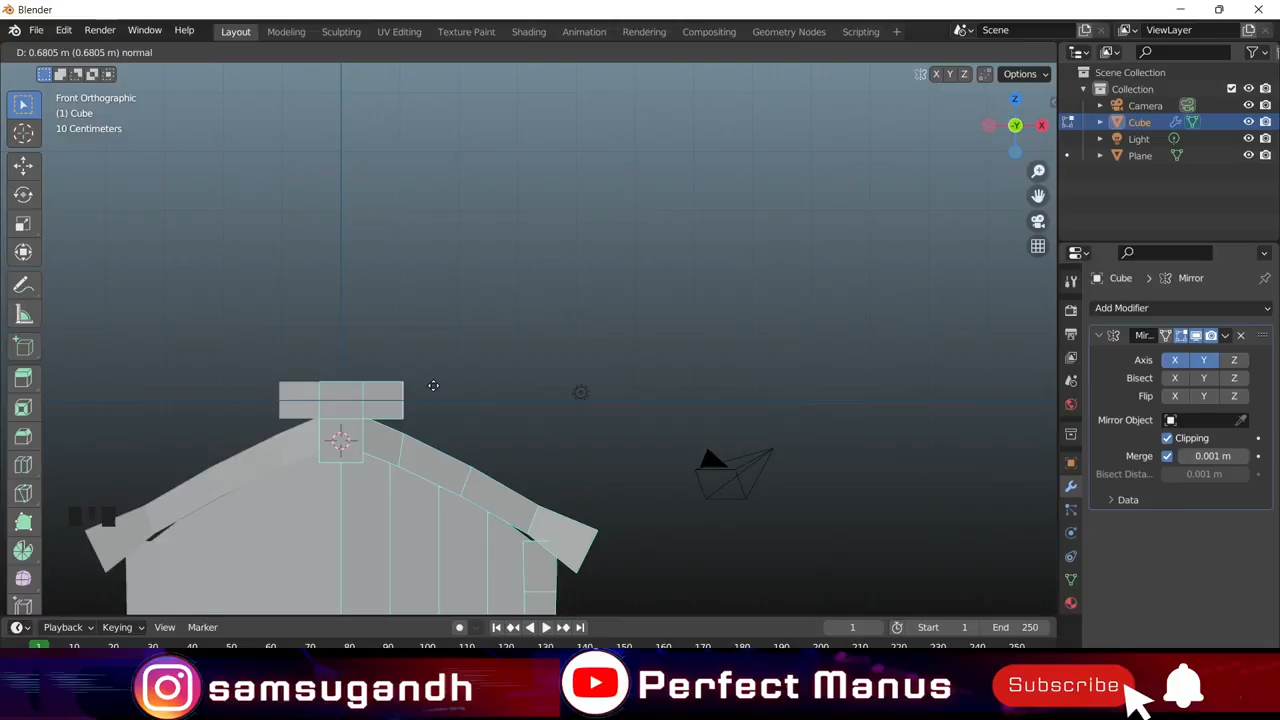 Blender
File Edit Render Window Help
Layout Modeling Sculpting UV Editing Texture Paint Shading Animation Rendering Compositing Geometry Nodes Scripting +
Scene
ViewLayer
D: 0.6805 m (0.6805 m) normal
X Y Z Options
Front Orthographic
(1) Cube
10 Centimeters
Z
-Y
X
Scene Collection
Collection
Camera
Cube
Light
Plane
Cube > Mirror
Add Modifier
Mir...
Axis X Y Z
Bisect X Y Z
Flip X Y Z
Mirror Object
Clipping
Merge 0.001 m
Bisect Dista... 0.001 m
Data
Playback Keying View Marker
1 Start 1 End 250
samsugandh
Perfect Manus
Subscribe